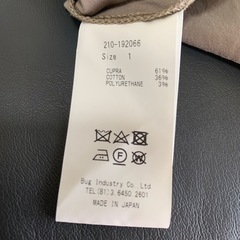 210-192066
Size 1
CUPRA 61%
COTTON 36%
POLYURETHANE 3%
Bug Industry Co Ltd
TEL(81)3 6450 2601
MADE IN JAPAN